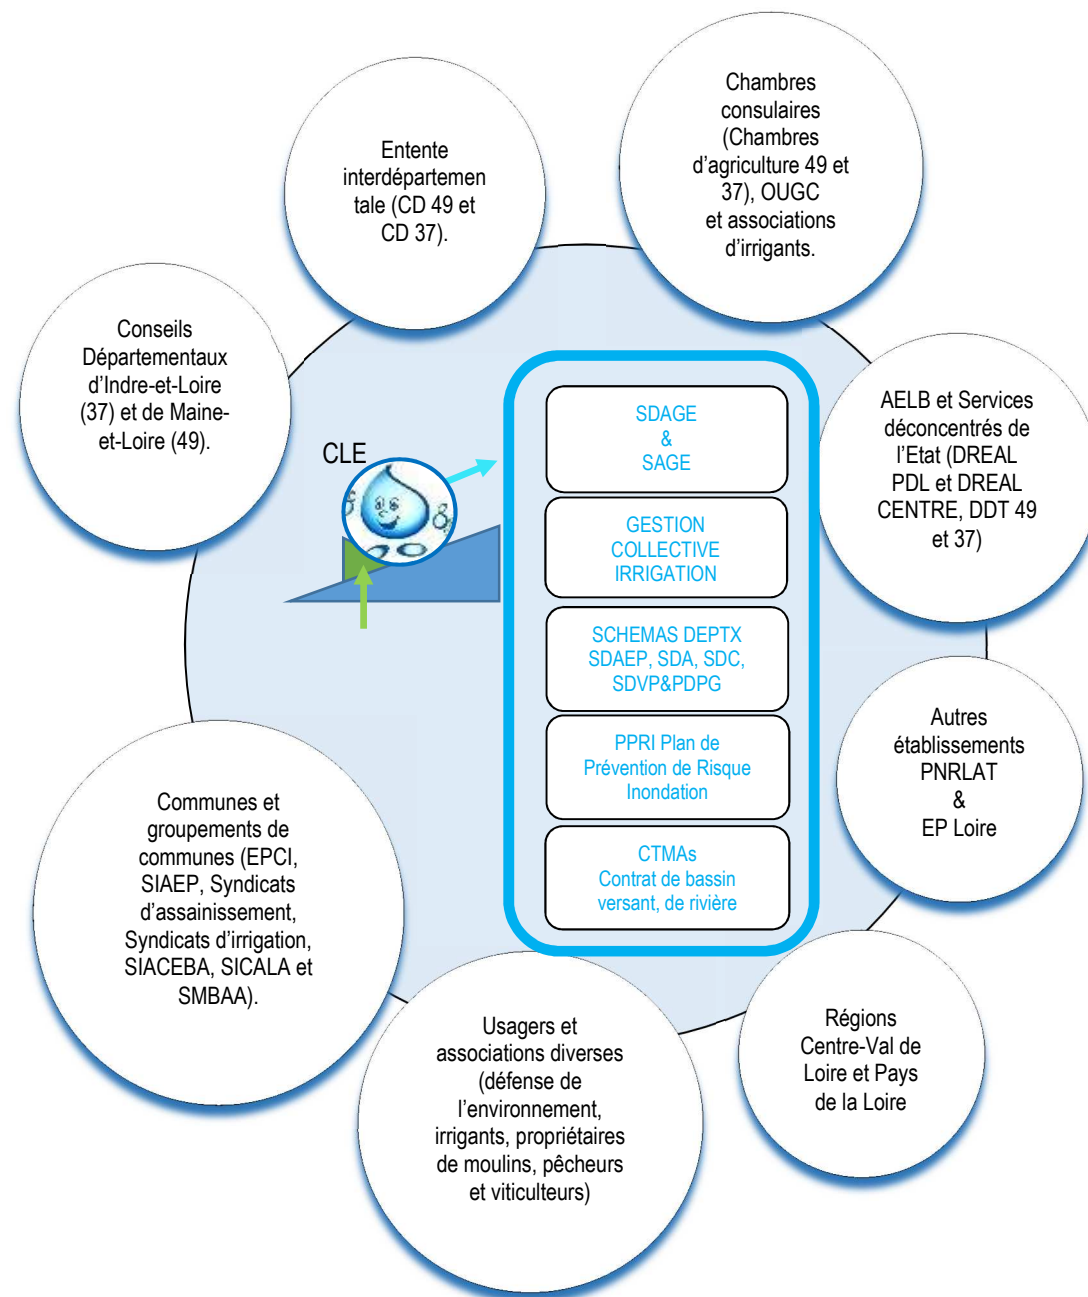 Chambres
consulaires
(Chambres
d'agriculture 49 et
37), OUGC
et associations
d'irrigants.
Entente
interdépartemen
tale (CD 49 et
CD 37).
Conseils
Départementaux
d'Indre-et-Loire
(37) et de Maine-
et-Loire (49).
AELB et Services
déconcentrés de
l'Etat (DREAL
PDL et DREAL
CENTRE, DDT 49
et 37)
CLE
SDAGE
&
SAGE
GESTION
COLLECTIVE
IRRIGATION
SCHEMAS DEPTX
SDAEP, SDA, SDC,
SDVP&PDPG
PPRI Plan de
Prévention de Risque
Inondation
CTMAs
Contrat de bassin
versant, de rivière
Autres
établissements
PNRLAT
&
EP Loire
Communes et
groupements de
communes (EPCI,
SIAEP, Syndicats
d'assainissement,
Syndicats d'irrigation,
SIACEBA, SICALA et
SMBAA).
Usagers et
associations diverses
(défense de
l'environnement,
irrigants, propriétaires
de moulins, pêcheurs
et viticulteurs)
Régions
Centre-Val de
Loire et Pays
de la Loire